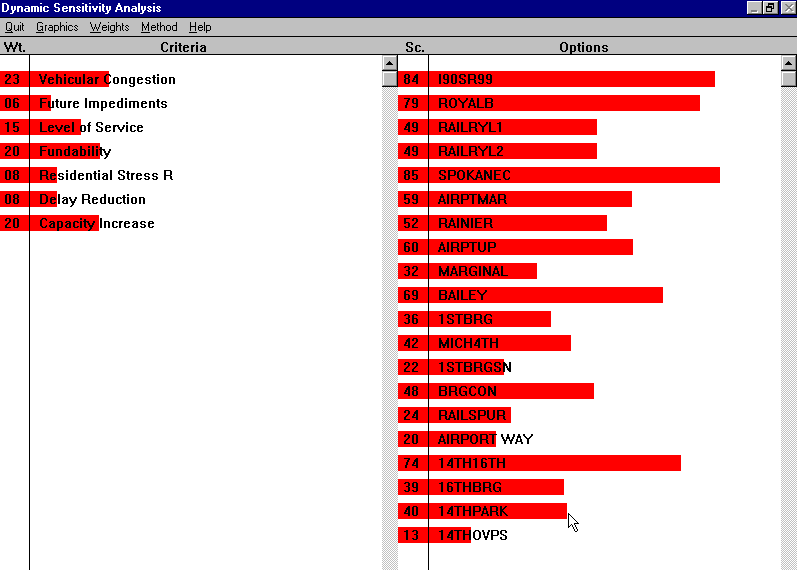 Dynamic Sensitivity Analysis
Quit Graphics Weights Method Help
Wt. Criteria Sc. Options
23 Vehicular Congestion
06 Future Impediments
15 Level of Service
20 Fundability
08 Residential Stress R
08 Delay Reduction
20 Capacity Increase
84 I90SR99
79 ROYALB
49 RAILRYL1
49 RAILRYL2
85 SPOKANEC
59 AIRPTMAR
52 RAINIER
60 AIRPTUP
32 MARGINAL
69 BAILEY
36 1STBRG
42 MICH4TH
22 1STBRGSN
48 BRGCON
24 RAILSPUR
20 AIRPORT WAY
74 14TH16TH
39 16THBRG
40 14THPARK
13 14THOVPS